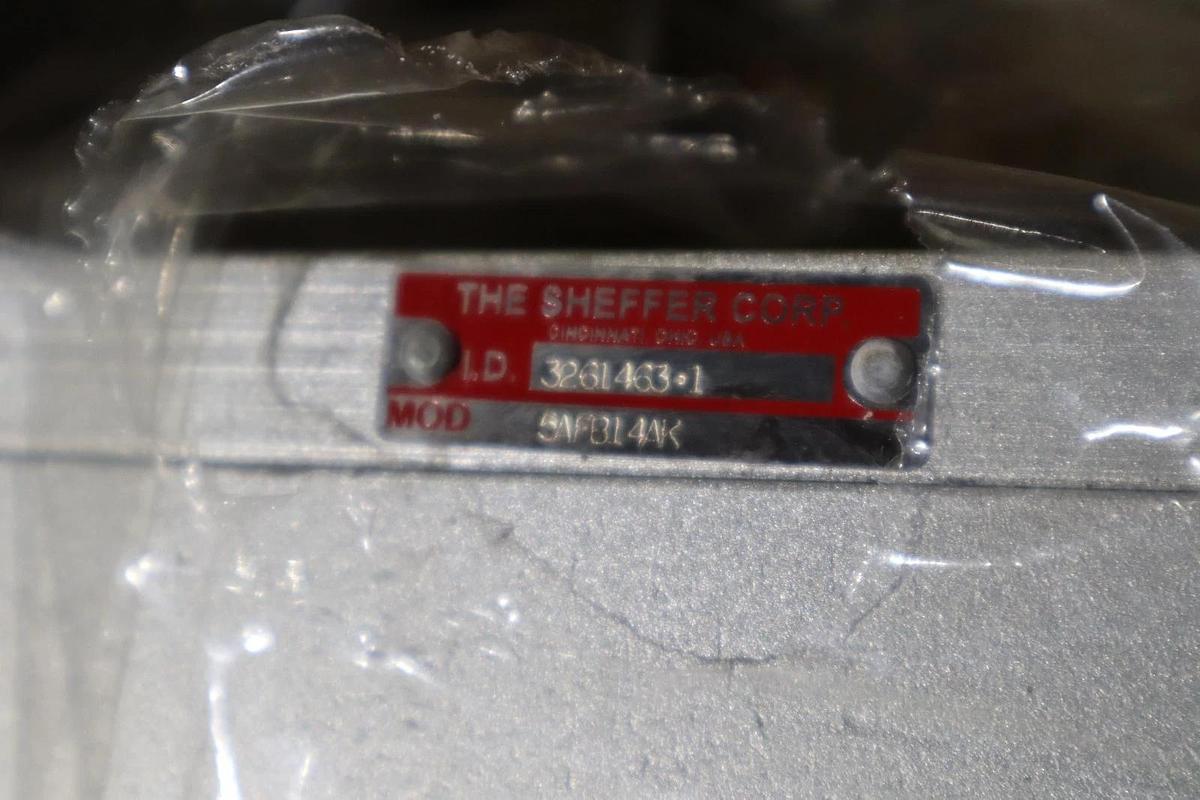 THE SHEFFER CORP.
CINCINNATI, OHIO USA
I.D. 3261463•1
MOD 5AFB14AK